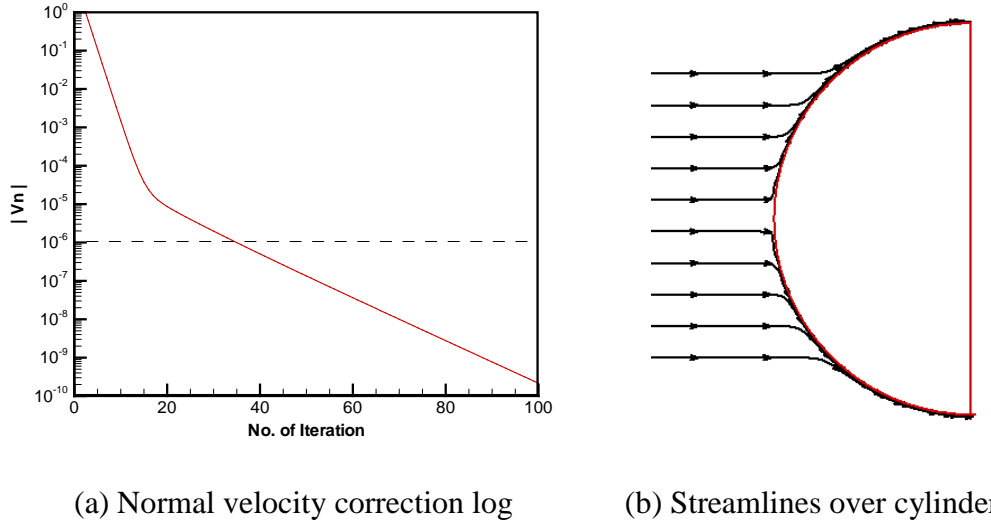 10^0
10^-1
10^-2
10^-3
10^-4
10^-5
10^-6
10^-7
10^-8
10^-9
10^-10
| Vn |
0 20 40 60 80 100
No. of Iteration
(a) Normal velocity correction log
(b) Streamlines over cylinder